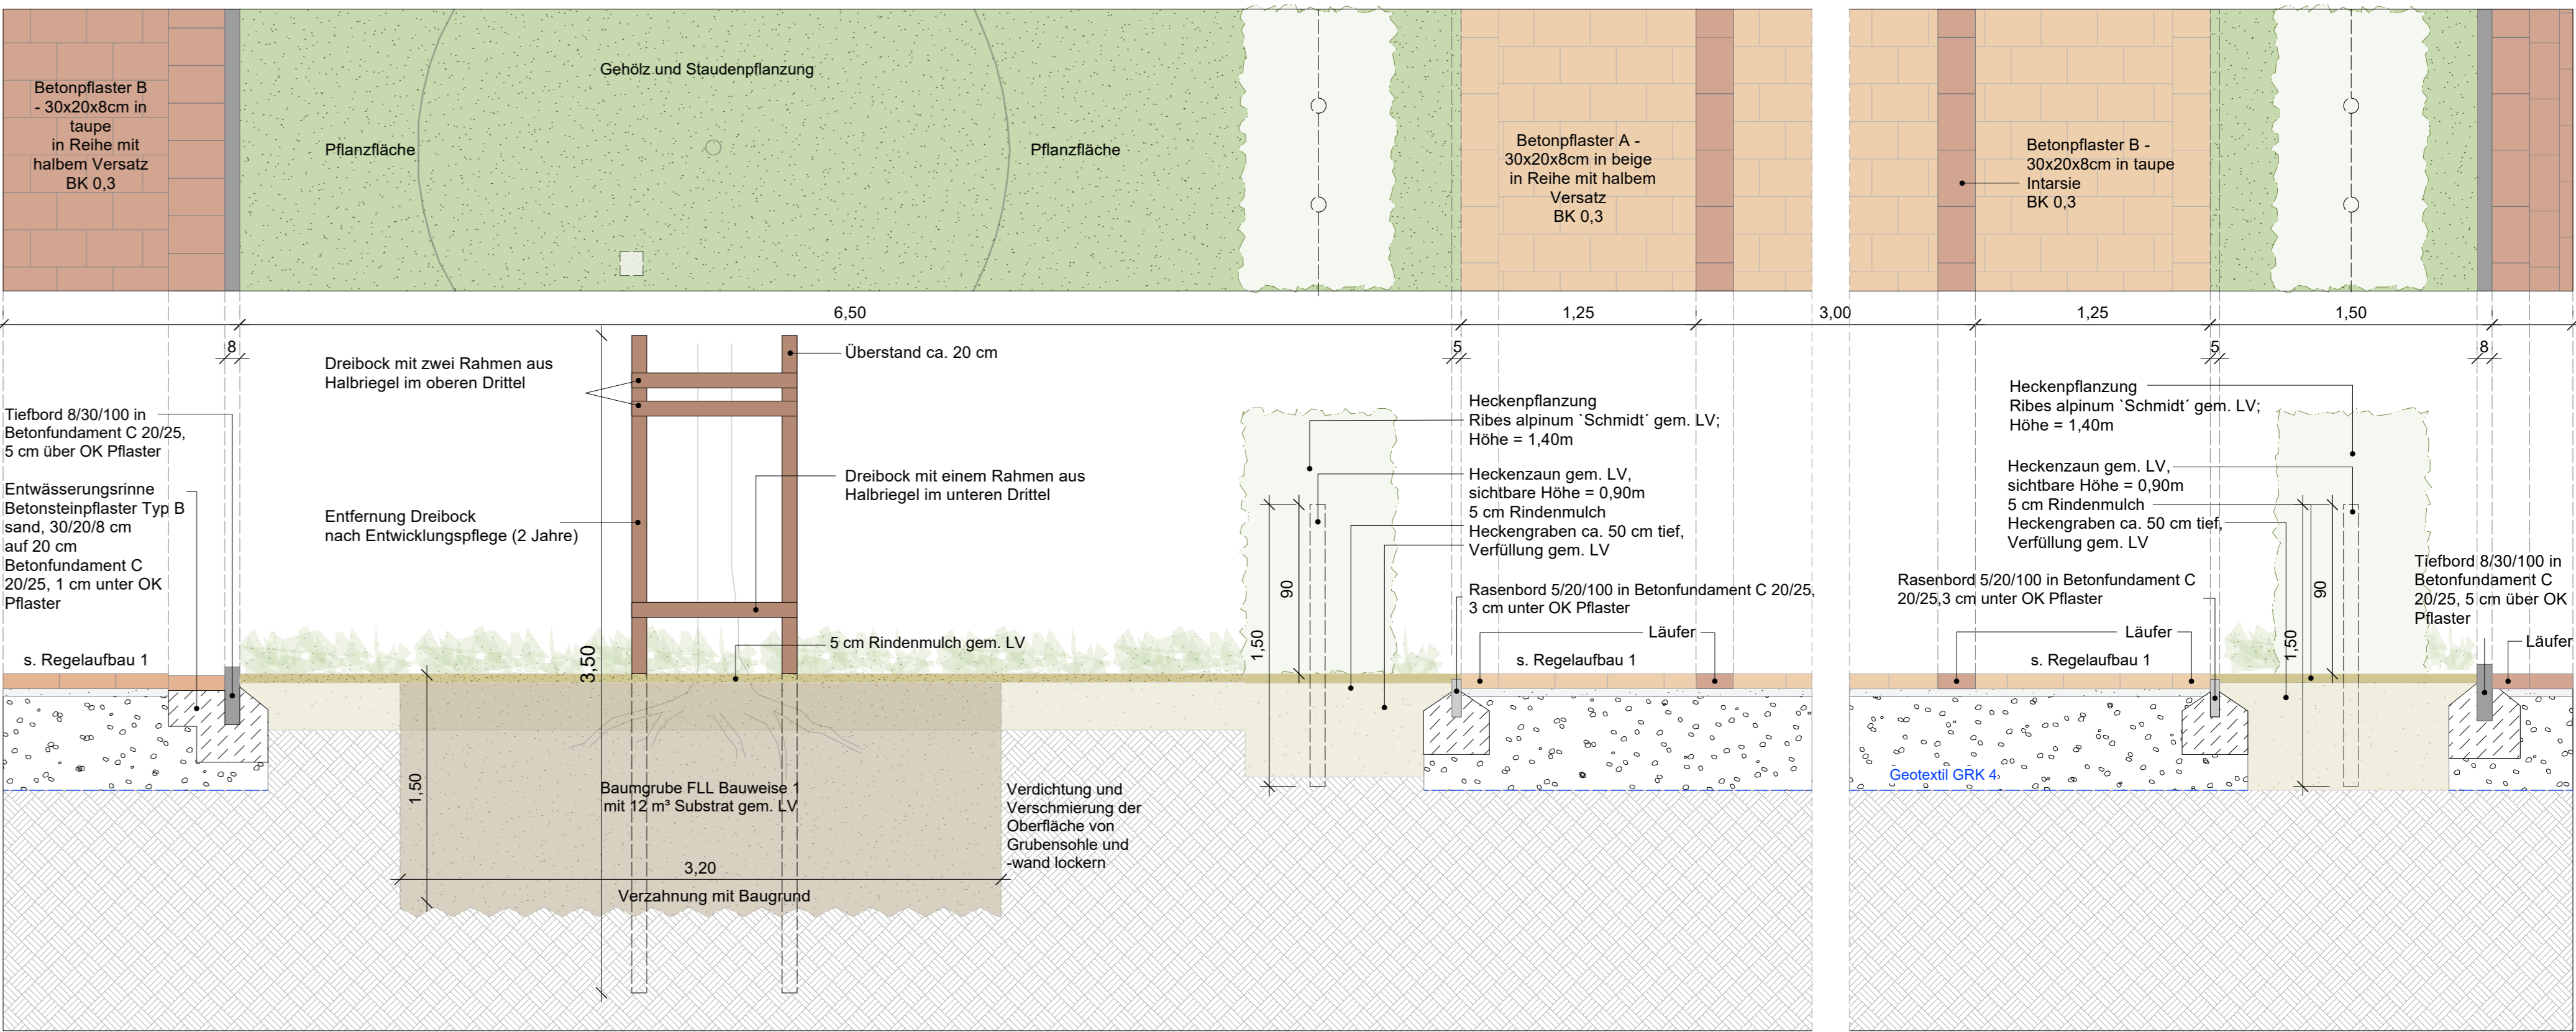 Betonpflaster B
- 30x20x8cm in
taupe
in Reihe mit
halbem Versatz
BK 0,3
Gehölz und Staudenpflanzung
Pflanzfläche
Pflanzfläche
Betonpflaster A -
30x20x8cm in beige
in Reihe mit halbem
Versatz
BK 0,3
Betonpflaster B -
30x20x8cm in taupe
Intarsie
BK 0,3
6,50
1,25
3,00
1,25
1,50
8
5
5
8
Tiefbord 8/30/100 in
Betonfundament C 20/25,
5 cm über OK Pflaster
Entwässerungsrinne
Betonsteinpflaster Typ B
sand, 30/20/8 cm
auf 20 cm
Betonfundament C
20/25, 1 cm unter OK
Pflaster
s. Regelaufbau 1
Dreibock mit zwei Rahmen aus
Halbriegel im oberen Drittel
Entfernung Dreibock
nach Entwicklungspflege (2 Jahre)
Überstand ca. 20 cm
Dreibock mit einem Rahmen aus
Halbriegel im unteren Drittel
5 cm Rindenmulch gem. LV
3,50
1,50
Baumgrube FLL Bauweise 1
mit 12 m³ Substrat gem. LV
3,20
Verzahnung mit Baugrund
Verdichtung und
Verschmierung der
Oberfläche von
Grubensohle und
-wand lockern
1,50
90
Heckenpflanzung
Ribes alpinum `Schmidt´ gem. LV;
Höhe = 1,40m
Heckenzaun gem. LV,
sichtbare Höhe = 0,90m
5 cm Rindenmulch
Heckengraben ca. 50 cm tief,
Verfüllung gem. LV
Rasenbord 5/20/100 in Betonfundament C 20/25,
3 cm unter OK Pflaster
Läufer
s. Regelaufbau 1
Heckenpflanzung
Ribes alpinum `Schmidt´ gem. LV;
Höhe = 1,40m
Heckenzaun gem. LV,
sichtbare Höhe = 0,90m
5 cm Rindenmulch
Heckengraben ca. 50 cm tief,
Verfüllung gem. LV
Rasenbord 5/20/100 in Betonfundament C
20/25,3 cm unter OK Pflaster
Läufer
s. Regelaufbau 1
Geotextil GRK 4
1,50
90
Tiefbord 8/30/100 in
Betonfundament C
20/25, 5 cm über OK
Pflaster
Läufer